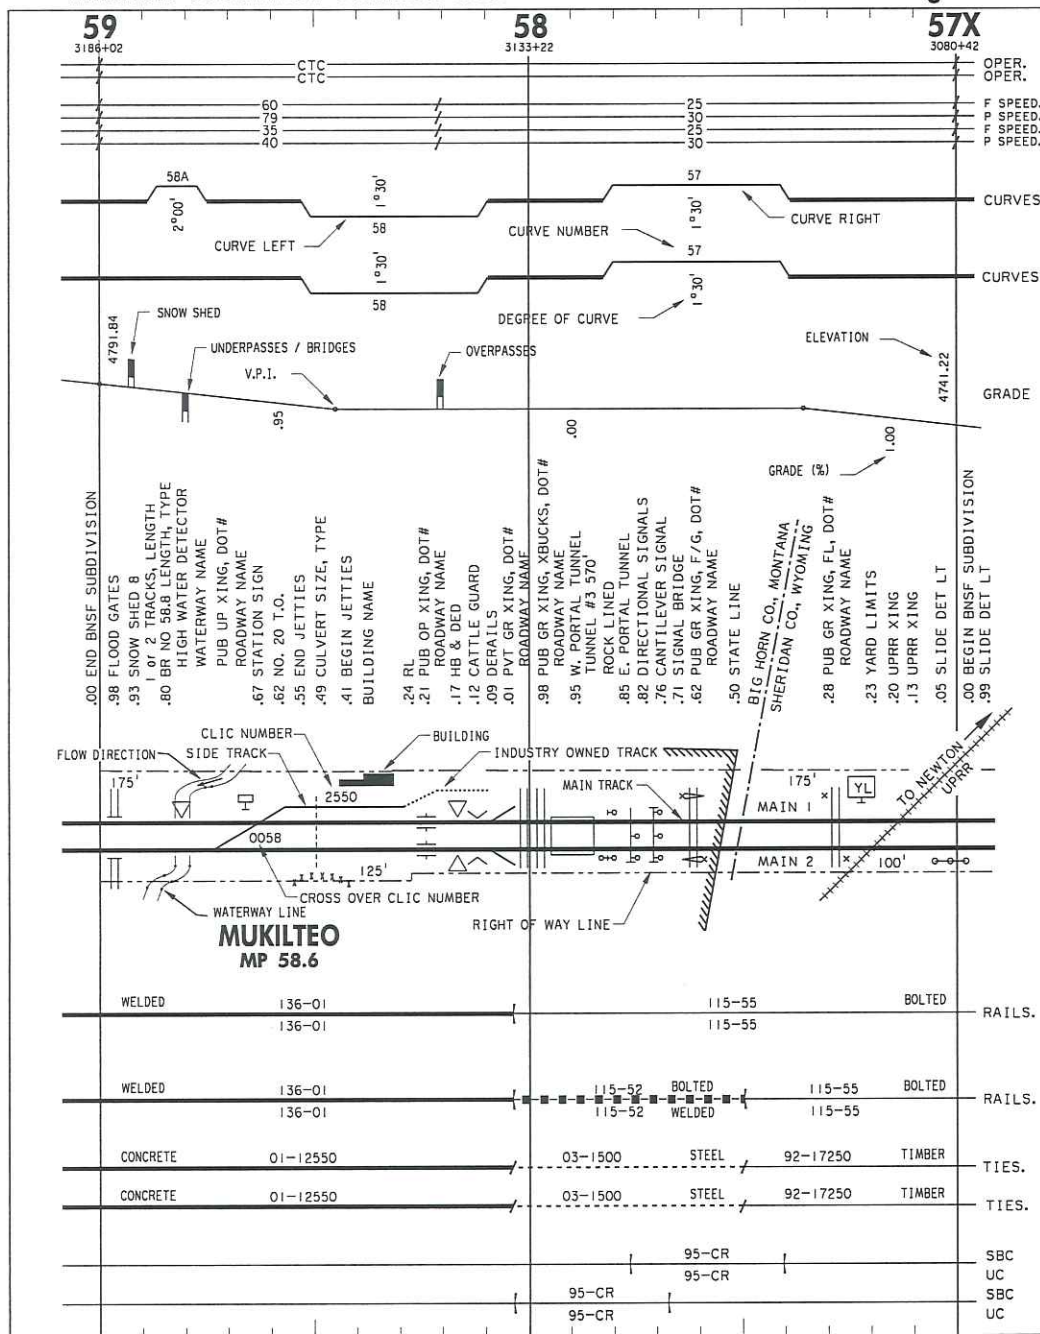 59
58
57X
3186+02
3133+22
3080+42
CTC
OPER.
CTC
OPER.
60
25
F SPEED.
79
30
P SPEED.
35
25
F SPEED.
40
30
P SPEED.
58A
2°00'
1°30'
58
57
1°30'
CURVES
CURVE LEFT
CURVE NUMBER
CURVE RIGHT
1°30'
58
57
1°30'
CURVES
DEGREE OF CURVE
4791.84
SNOW SHED
UNDERPASSES / BRIDGES
V.P.I.
OVERPASSES
ELEVATION
4741.22
GRADE
.95
.00
1.00
GRADE (%)
.00 END BNSF SUBDIVISION
.98 FLOOD GATES
.93 SNOW SHED 8
1 or 2 TRACKS, LENGTH
.80 BR NO 58.8 LENGTH, TYPE
HIGH WATER DETECTOR
WATERWAY NAME
PUB UP XING, DOT#
ROADWAY NAME
.67 STATION SIGN
.62 NO. 20 T.O.
.55 END JETTIES
.49 CULVERT SIZE, TYPE
.41 BEGIN JETTIES
BUILDING NAME
.24 RL
.21 PUB OP XING, DOT#
ROADWAY NAME
.17 HB & DED
.12 CATTLE GUARD
.09 DERAILS
.01 PVT GR XING, DOT#
ROADWAY NAME
.98 PUB GR XING, XBUCKS, DOT#
ROADWAY NAME
.95 W. PORTAL TUNNEL
TUNNEL #3 570'
ROCK LINED
.85 E. PORTAL TUNNEL
.82 DIRECTIONAL SIGNALS
.76 CANTILEVER SIGNAL
.71 SIGNAL BRIDGE
.62 PUB GR XING, F/G, DOT#
ROADWAY NAME
.50 STATE LINE
BIG HORN CO., MONTANA
SHERIDAN CO., WYOMING
.28 PUB GR XING, FL, DOT#
ROADWAY NAME
.23 YARD LIMITS
.20 UPRR XING
.13 UPRR XING
.05 SLIDE DET LT
.00 BEGIN BNSF SUBDIVISION
.99 SLIDE DET LT
CLIC NUMBER
BUILDING
FLOW DIRECTION
SIDE TRACK
INDUSTRY OWNED TRACK
175'
2550
MAIN TRACK
175'
YL
TO NEWTON
UPRR
MAIN 1
0058
MAIN 2
100'
125'
CROSS OVER CLIC NUMBER
WATERWAY LINE
RIGHT OF WAY LINE
MUKILTEO
MP 58.6
WELDED 136-01 115-55 BOLTED
RAILS.
136-01 115-55
WELDED 136-01 115-52 BOLTED 115-55 BOLTED
RAILS.
136-01 115-52 WELDED 115-55
CONCRETE 01-12550 03-1500 STEEL 92-17250 TIMBER
TIES.
CONCRETE 01-12550 03-1500 STEEL 92-17250 TIMBER
TIES.
95-CR
SBC
95-CR
UC
95-CR
SBC
95-CR
UC